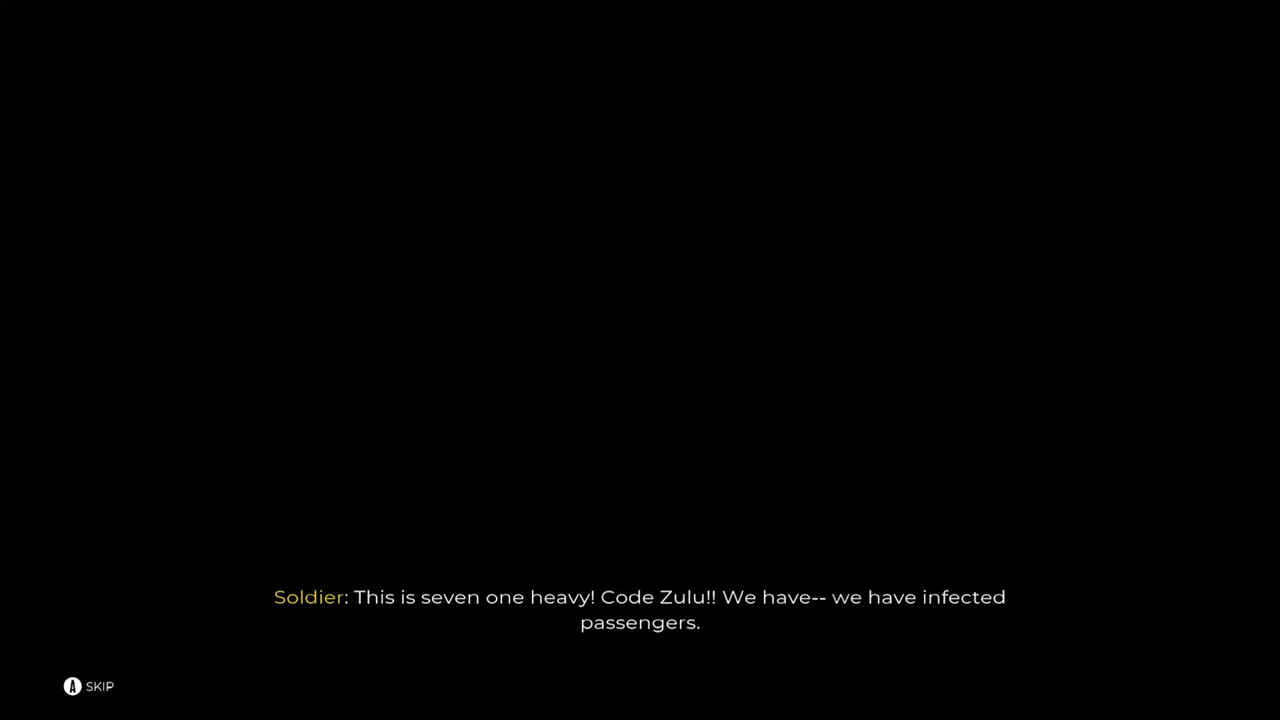 Soldier: This is seven one heavy! Code Zulu!! We have-- we have infected
passengers.
A SKIP